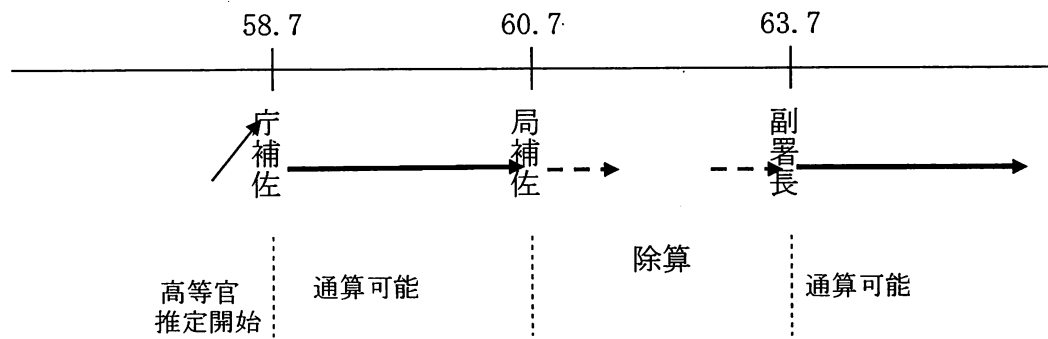 58.7
60.7
63.7
庁補佐
局補佐
副署長
除算
高等官
推定開始
通算可能
通算可能